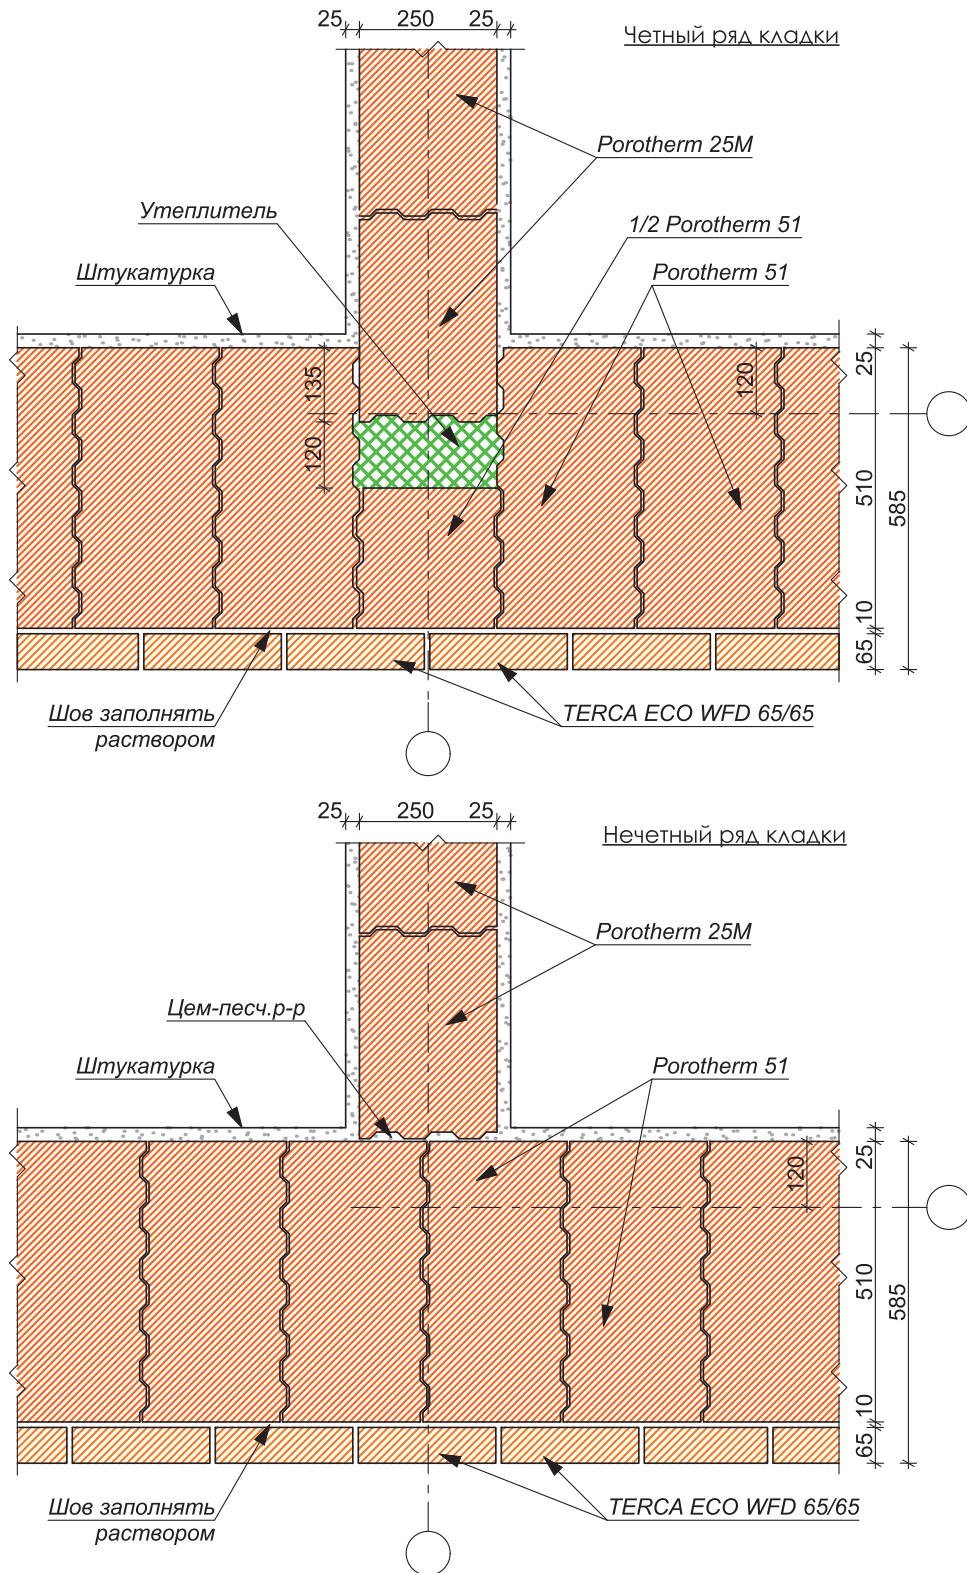 25 250 25
Четный ряд кладки
Porotherm 25М
Утеплитель
1/2 Porotherm 51
Штукатурка
Porotherm 51
135
120
25
120
510
585
10
65
Шов заполнять
раствором
TERCA ECO WFD 65/65
25 250 25
Нечетный ряд кладки
Porotherm 25М
Цем-песч.р-р
Штукатурка
Porotherm 51
25
120
510
585
10
65
Шов заполнять
раствором
TERCA ECO WFD 65/65